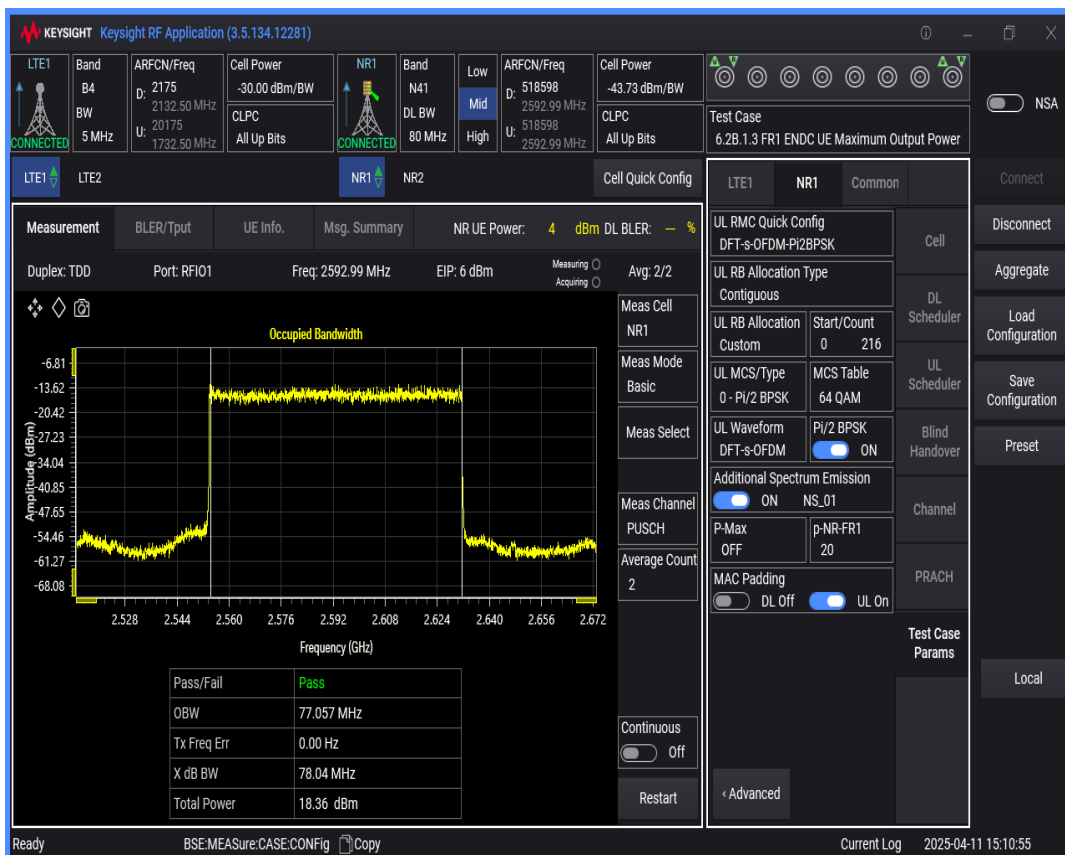 KEYSIGHT Keysight RF Application (3.5.134.12281)
LTE1
CONNECTED
Band
B4
BW
5 MHz
ARFCN/Freq
D: 2175
2132.50 MHz
U: 20175
1732.50 MHz
Cell Power
-30.00 dBm/BW
CLPC
All Up Bits
NR1
CONNECTED
Band
N41
DL BW
80 MHz
Low
Mid
High
ARFCN/Freq
D: 518598
2592.99 MHz
U: 518598
2592.99 MHz
Cell Power
-43.73 dBm/BW
CLPC
All Up Bits
Test Case
6.2B.1.3 FR1 ENDC UE Maximum Output Power
NSA
LTE1 LTE2 NR1 NR2 Cell Quick Config
Measurement BLER/Tput UE Info. Msg. Summary NR UE Power: 4 dBm DL BLER: — %
Duplex: TDD Port: RFIO1 Freq: 2592.99 MHz EIP: 6 dBm Measuring Avg: 2/2
Acquiring
Occupied Bandwidth
-6.81
-13.62
-20.42
-27.23
-34.04
-40.85
-47.65
-54.46
-61.27
-68.08
Amplitude (dBm)
2.528 2.544 2.560 2.576 2.592 2.608 2.624 2.640 2.656 2.672
Frequency (GHz)
Pass/Fail Pass
OBW 77.057 MHz
Tx Freq Err 0.00 Hz
X dB BW 78.04 MHz
Total Power 18.36 dBm
Meas Cell
NR1
Meas Mode
Basic
Meas Select
Meas Channel
PUSCH
Average Count
2
Continuous
Off
Restart
LTE1 NR1 Common
UL RMC Quick Config
DFT-s-OFDM-Pi2BPSK
UL RB Allocation Type
Contiguous
UL RB Allocation Start/Count
Custom 0 216
UL MCS/Type MCS Table
0 - Pi/2 BPSK 64 QAM
UL Waveform Pi/2 BPSK
DFT-s-OFDM ON
Additional Spectrum Emission
ON NS_01
P-Max p-NR-FR1
OFF 20
MAC Padding
DL Off UL On
‹ Advanced
Cell
DL
Scheduler
UL
Scheduler
Blind
Handover
Channel
PRACH
Test Case
Params
Connect
Disconnect
Aggregate
Load
Configuration
Save
Configuration
Preset
Local
Ready BSE:MEASure:CASE:CONFig Copy Current Log 2025-04-11 15:10:55